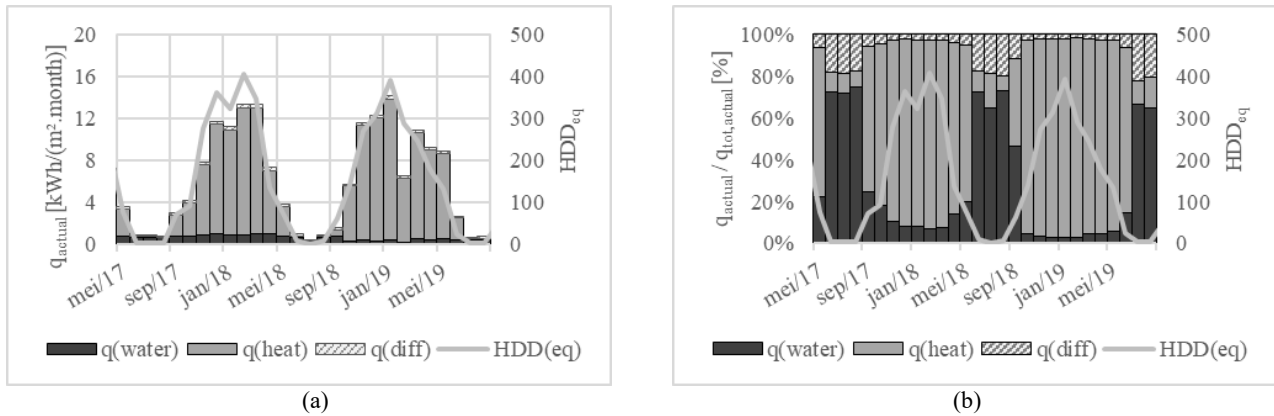 20
16
12
8
4
0
q_actual [kWh/(m².month)]
500
400
300
200
100
0
HDD_eq
mei/17
sep/17
jan/18
mei/18
sep/18
jan/19
mei/19
q(water) q(heat) q(diff) HDD(eq)
(a)
100%
80%
60%
40%
20%
0%
q_actual / q_tot,actual [%]
500
400
300
200
100
0
HDD_eq
mei/17
sep/17
jan/18
mei/18
sep/18
jan/19
mei/19
q(water) q(heat) q(diff) HDD(eq)
(b)